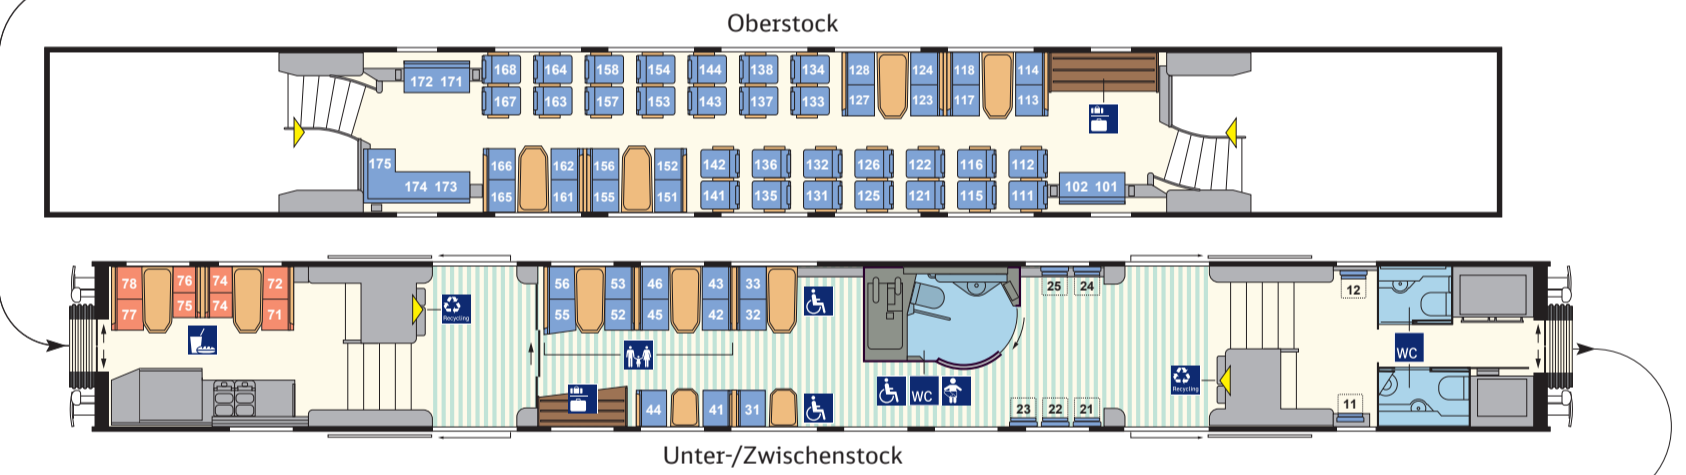 Oberstock
172 171 168 164 158 154 144 138 134 128 124 118 114
167 163 157 153 143 137 133 127 123 117 113
175 166 162 156 152 142 136 132 126 122 116 112
174 173 165 161 155 151 141 135 131 125 121 115 111 102 101
78 76 74 72 56 53 46 43 33 25 24 12
77 75 74 71 Recycling 55 52 45 42 32
WC
44 41 31 WC 23 22 21 Recycling 11
Unter-/Zwischenstock